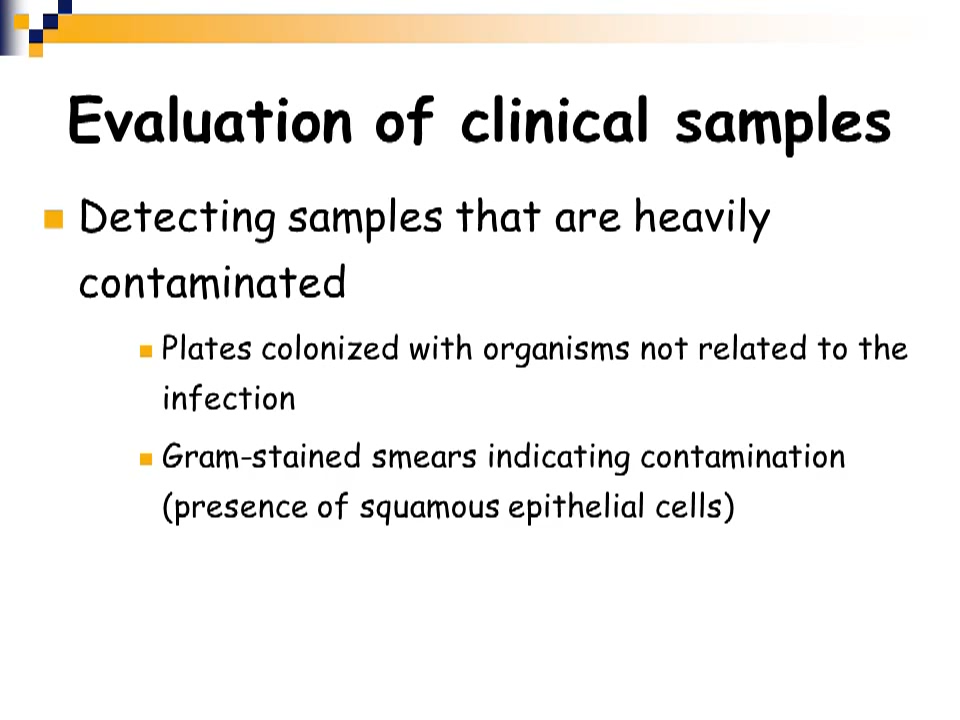 Evaluation of clinical samples
Detecting samples that are heavily
contaminated
Plates colonized with organisms not related to the
infection
Gram-stained smears indicating contamination
(presence of squamous epithelial cells)